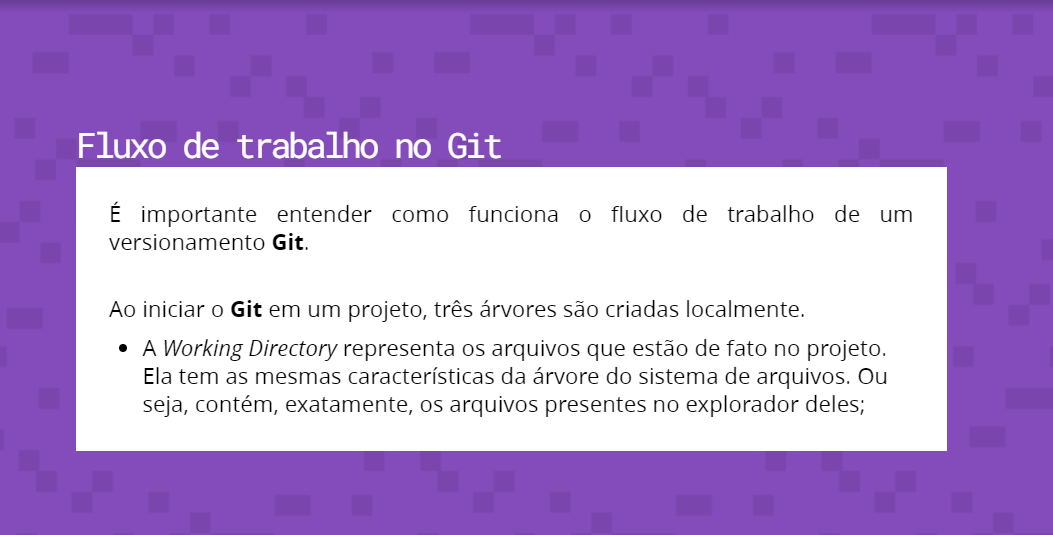 Fluxo de trabalho no Git
É importante entender como funciona o fluxo de trabalho de um
versionamento Git.
Ao iniciar o Git em um projeto, três árvores são criadas localmente.
• A Working Directory representa os arquivos que estão de fato no projeto.
Ela tem as mesmas características da árvore do sistema de arquivos. Ou
seja, contém, exatamente, os arquivos presentes no explorador deles;